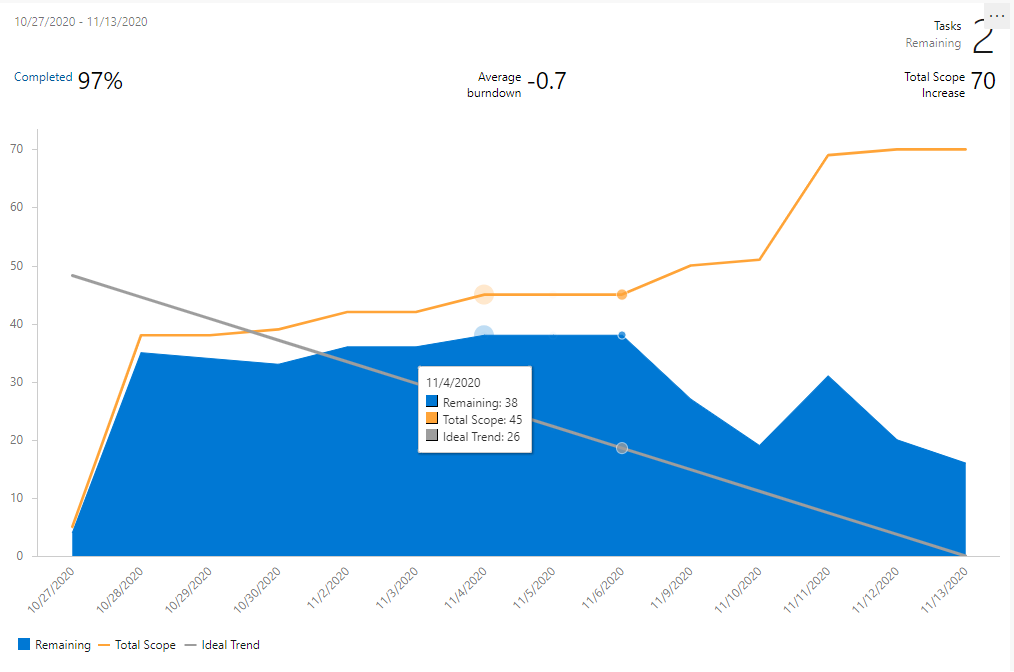 10/27/2020 - 11/13/2020
...
Tasks
Remaining
2
Completed 97%
Average
burndown
-0.7
Total Scope
Increase
70
70
60
50
40
30
20
10
0
11/4/2020
Remaining: 38
Total Scope: 45
Ideal Trend: 26
10/27/2020
10/28/2020
10/29/2020
10/30/2020
11/2/2020
11/3/2020
11/4/2020
11/5/2020
11/6/2020
11/9/2020
11/10/2020
11/11/2020
11/12/2020
11/13/2020
Remaining Total Scope Ideal Trend